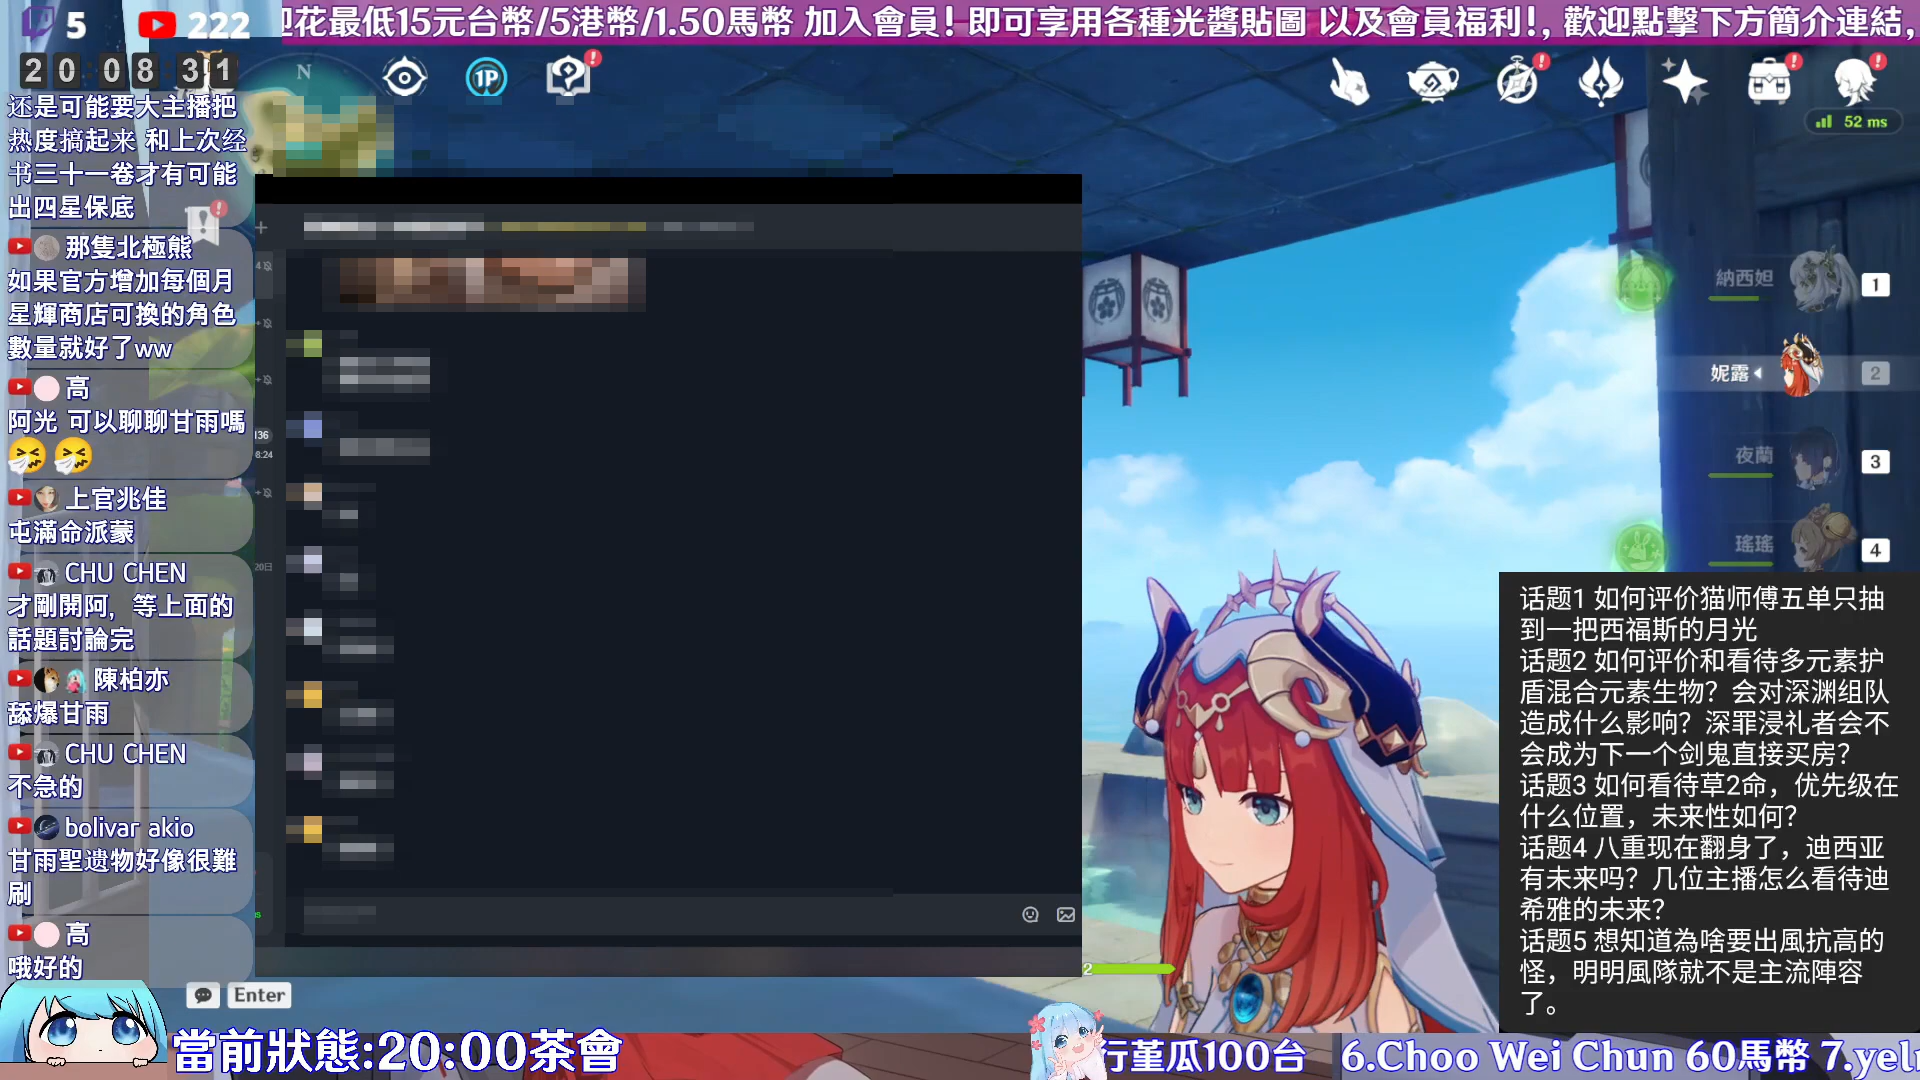 5 222
迎花最低15元台幣/5港幣/1.50馬幣 加入會員! 即可享用各種光醬貼圖 以及會員福利!, 歡迎點擊下方簡介連結,
20:08:31
N
1P
52 ms
还是可能要大主播把
热度搞起来 和上次经
书三十一卷才有可能
出四星保底
那隻北極熊
如果官方增加每個月
星輝商店可換的角色
數量就好了ww
高
阿光 可以聊聊甘雨嗎
上官兆佳
屯滿命派蒙
CHU CHEN
才剛開阿, 等上面的
話題討論完
陳柏亦
舔爆甘雨
CHU CHEN
不急的
bolivar akio
甘雨聖遗物好像很難
刷
高
哦好的
136
8:24
20日
納西妲 1
妮露 2
夜蘭 3
瑤瑤 4
话题1 如何评价猫师傅五单只抽
到一把西福斯的月光
话题2 如何评价和看待多元素护
盾混合元素生物？会对深渊组队
造成什么影响？深罪浸礼者会不
会成为下一个剑鬼直接买房？
话题3 如何看待草2命，优先级在
什么位置，未来性如何？
话题4 八重现在翻身了，迪西亚
有未来吗？几位主播怎么看待迪
希雅的未来？
话题5 想知道為啥要出風抗高的
怪，明明風隊就不是主流陣容
了。
Enter
當前狀態:20:00茶會
行堇瓜100台 6.Choo Wei Chun 60馬幣 7.yel